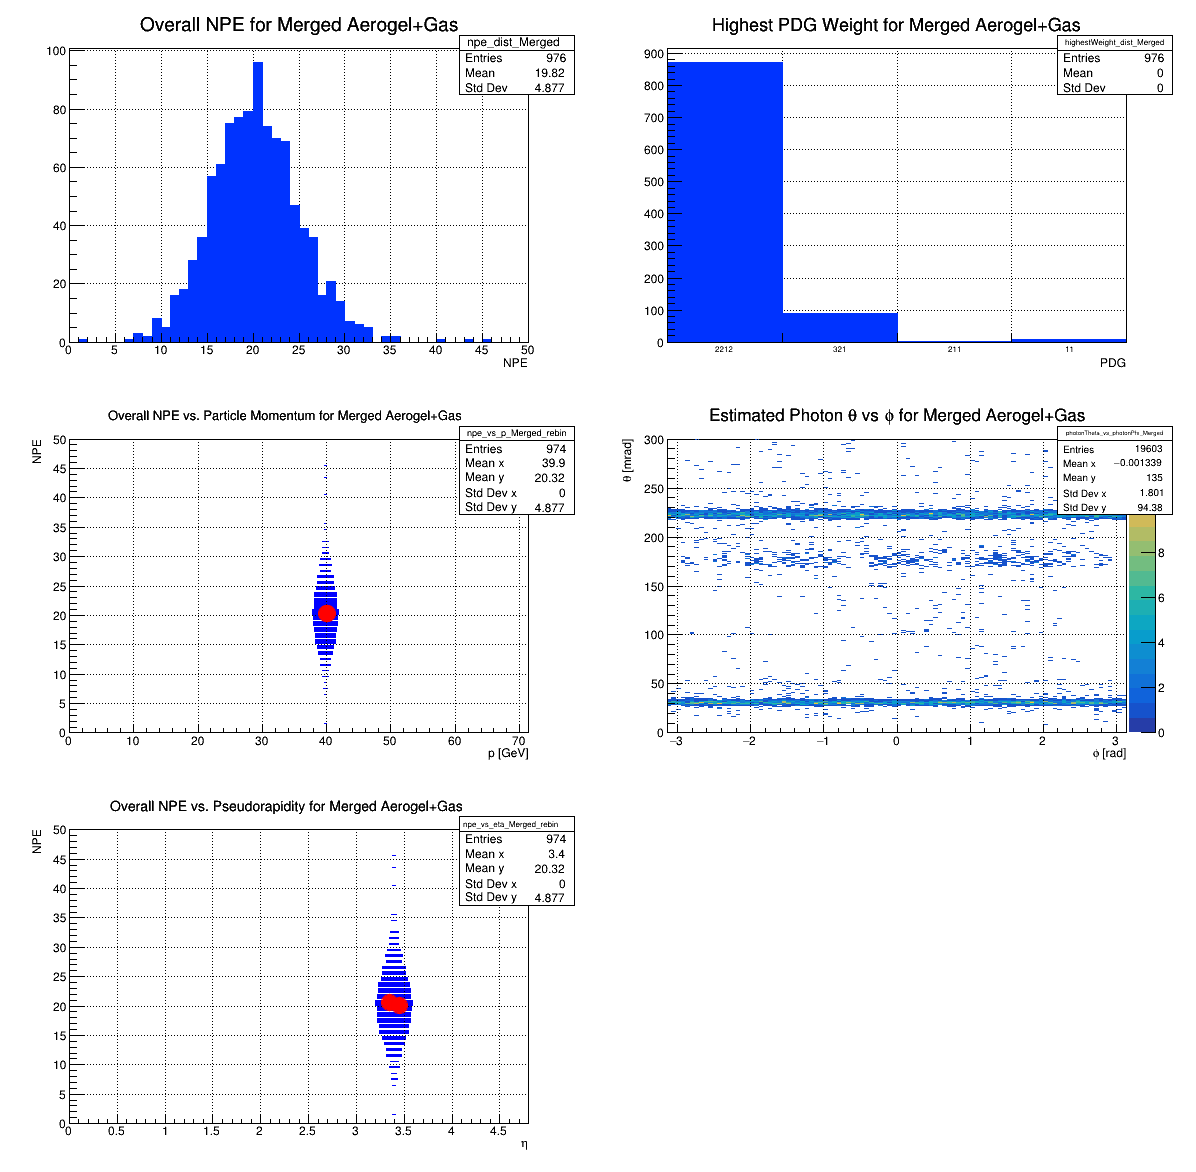 Overall NPE for Merged Aerogel+Gas
npe_dist_Merged
Entries 976
Mean 19.82
Std Dev 4.877
100
80
60
40
20
0
0 5 10 15 20 25 30 35 40 45 50
NPE
Highest PDG Weight for Merged Aerogel+Gas
highestWeight_dist_Merged
Entries 976
Mean 0
Std Dev 0
900
800
700
600
500
400
300
200
100
0
2212 321 211 11
PDG
Overall NPE vs. Particle Momentum for Merged Aerogel+Gas
npe_vs_p_Merged_rebin
Entries 974
Mean x 39.9
Mean y 20.32
Std Dev x 0
Std Dev y 4.877
NPE
50
45
40
35
30
25
20
15
10
5
0
0 10 20 30 40 50 60 70
p [GeV]
Estimated Photon θ vs ϕ for Merged Aerogel+Gas
photonTheta_vs_photonPhi_Merged
Entries 19603
Mean x −0.001339
Mean y 135
Std Dev x 1.801
Std Dev y 94.38
θ [mrad]
300
250
200
150
100
50
0
−3 −2 −1 0 1 2 3
ϕ [rad]
8
6
4
2
0
Overall NPE vs. Pseudorapidity for Merged Aerogel+Gas
npe_vs_eta_Merged_rebin
Entries 974
Mean x 3.4
Mean y 20.32
Std Dev x 0
Std Dev y 4.877
NPE
50
45
40
35
30
25
20
15
10
5
0
0 0.5 1 1.5 2 2.5 3 3.5 4 4.5
η